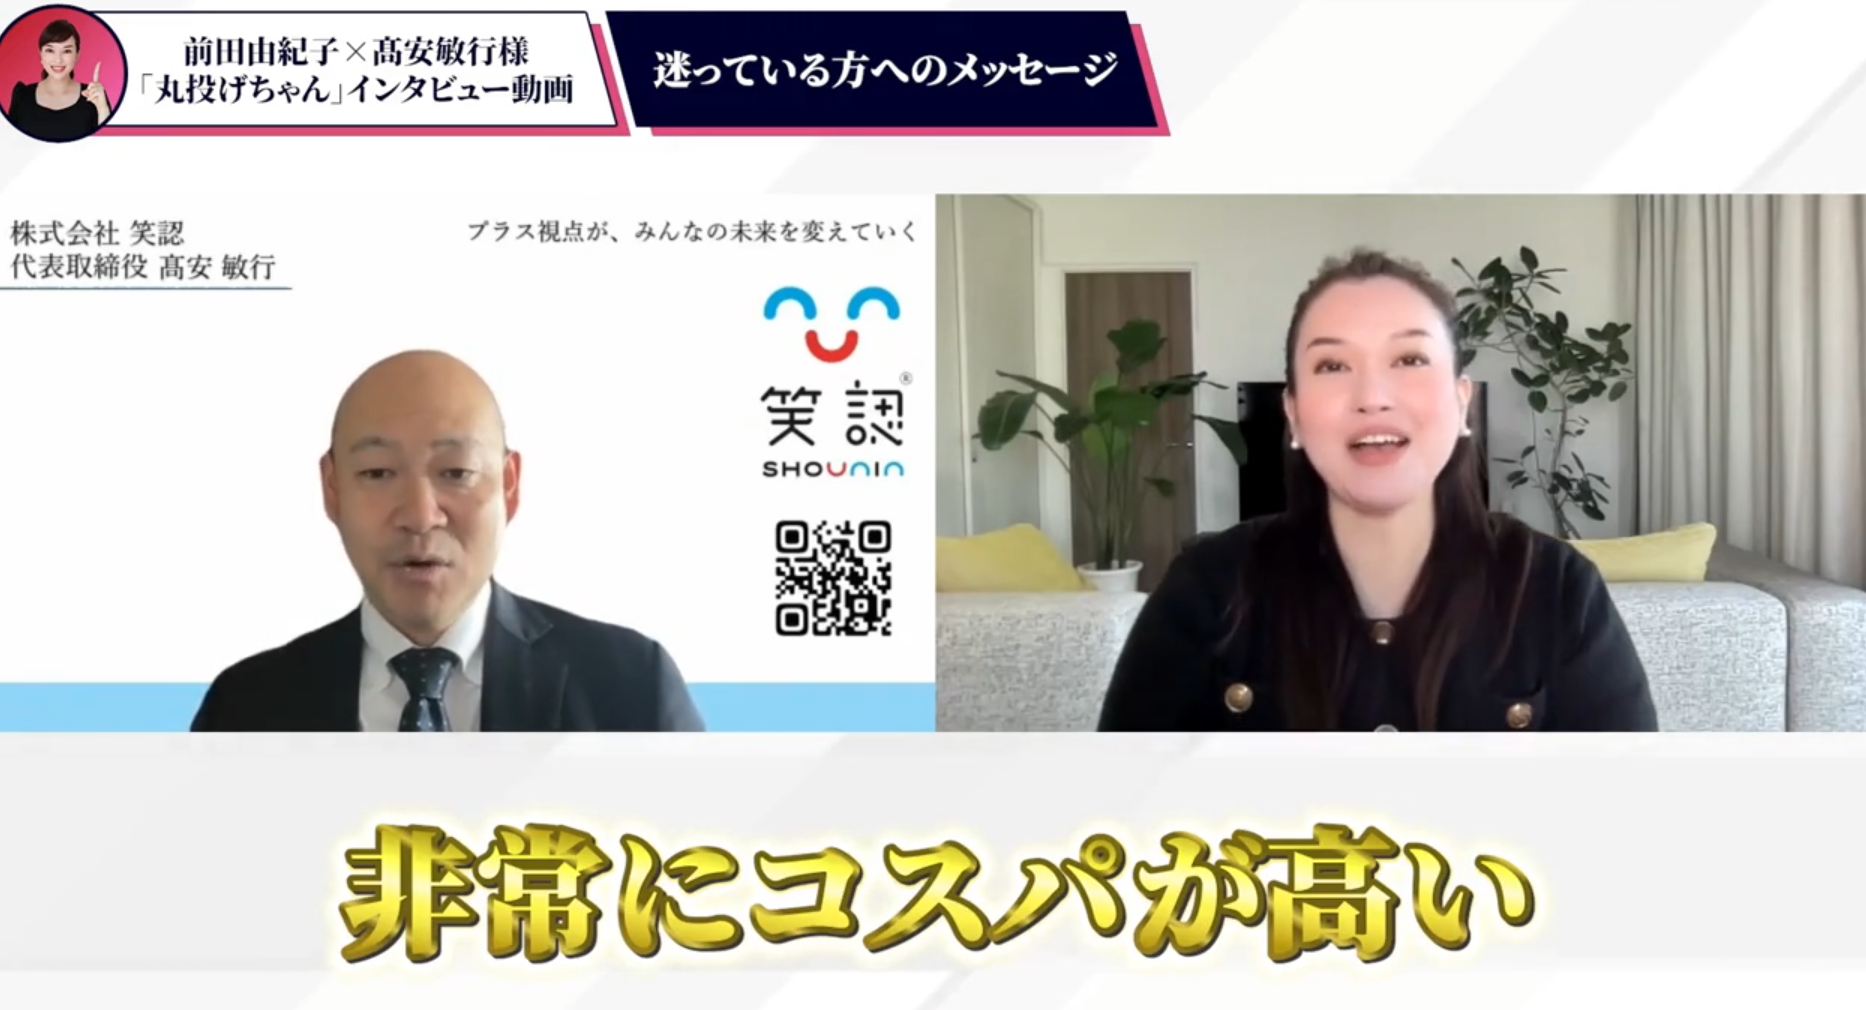 前田由紀子×髙安敏行様
「丸投げちゃん」インタビュー動画
迷っている方へのメッセージ
株式会社 笑認
代表取締役 髙安 敏行
プラス視点が、みんなの未来を変えていく
笑認®
SHOUNIN
非常にコスパが高い